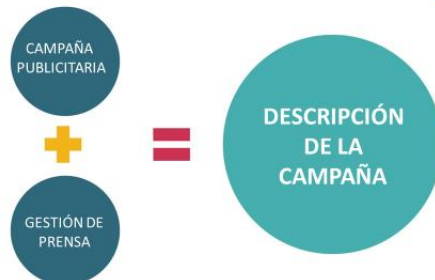 CAMPAÑA
PUBLICITARIA
GESTIÓN DE
PRENSA
DESCRIPCIÓN
DE LA
CAMPAÑA